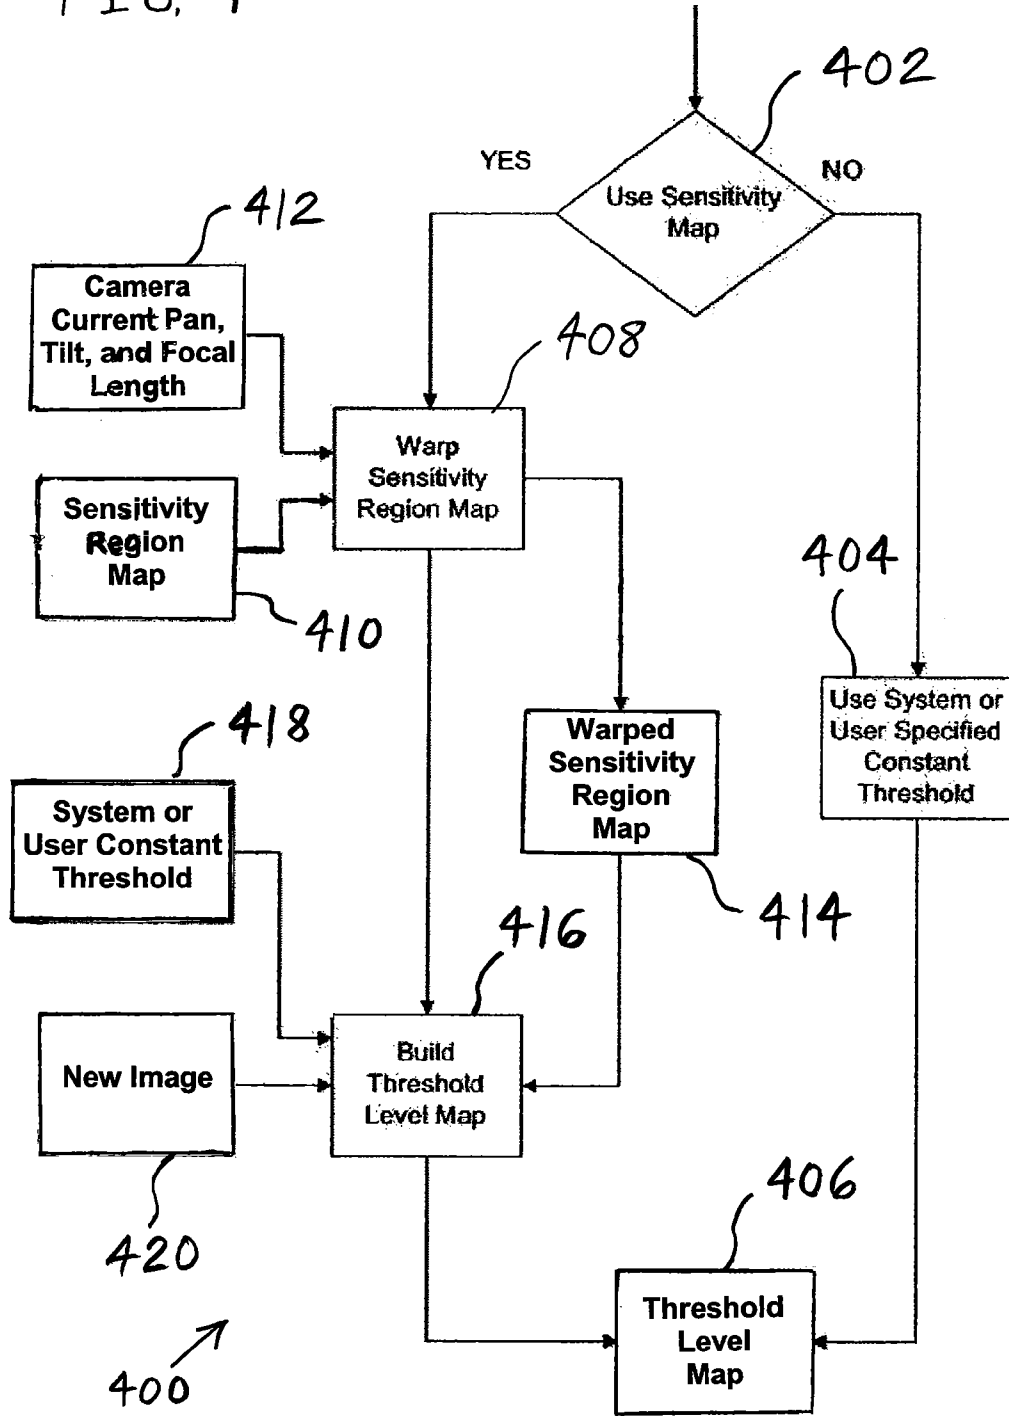 402
YES
NO
Use Sensitivity
Map
412
Camera
Current Pan,
Tilt, and Focal
Length
408
Warp
Sensitivity
Region Map
Sensitivity
Region
Map
410
404
Use System or
User Specified
Constant
Threshold
418
Warped
Sensitivity
Region
Map
System or
User Constant
Threshold
414
416
New Image
Build
Threshold
Level Map
406
420
Threshold
Level
Map
400